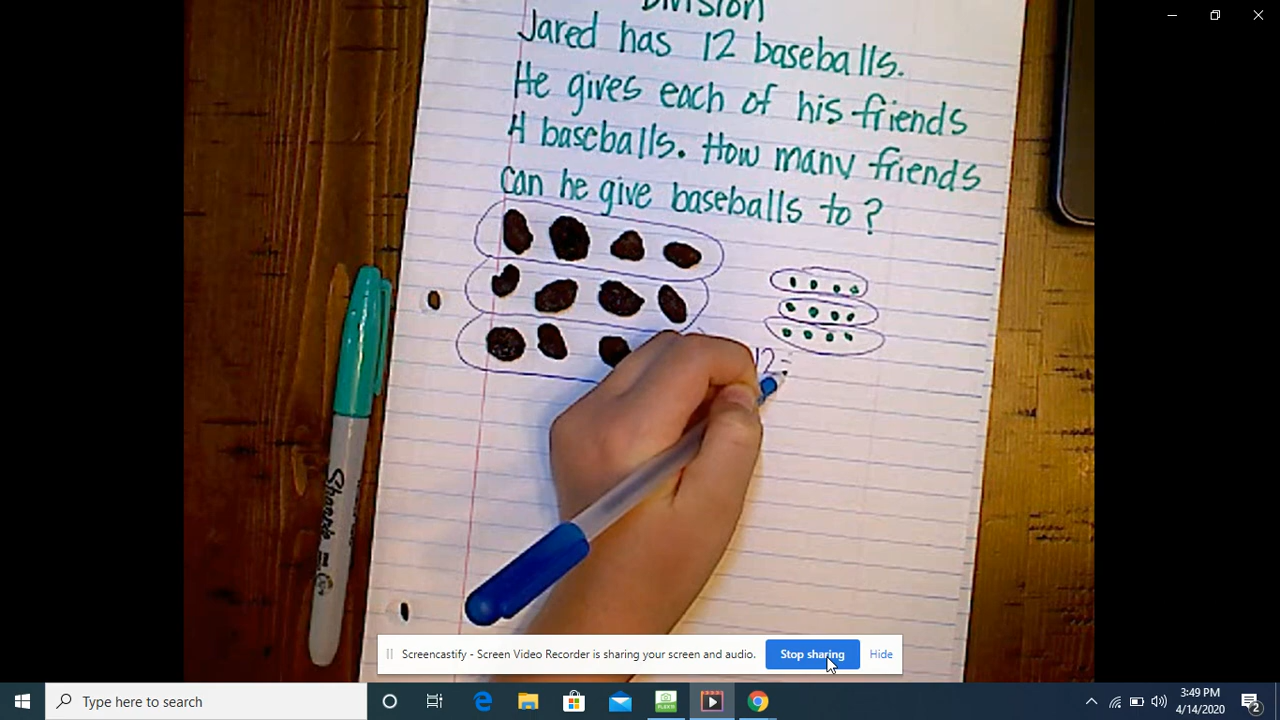 Division
Jared has 12 baseballs.
He gives each of his friends
4 baseballs. How many friends
can he give baseballs to?
12=
Sharpie
Screencastify - Screen Video Recorder is sharing your screen and audio.
Stop sharing
Hide
Type here to search
3:49 PM
4/14/2020
2